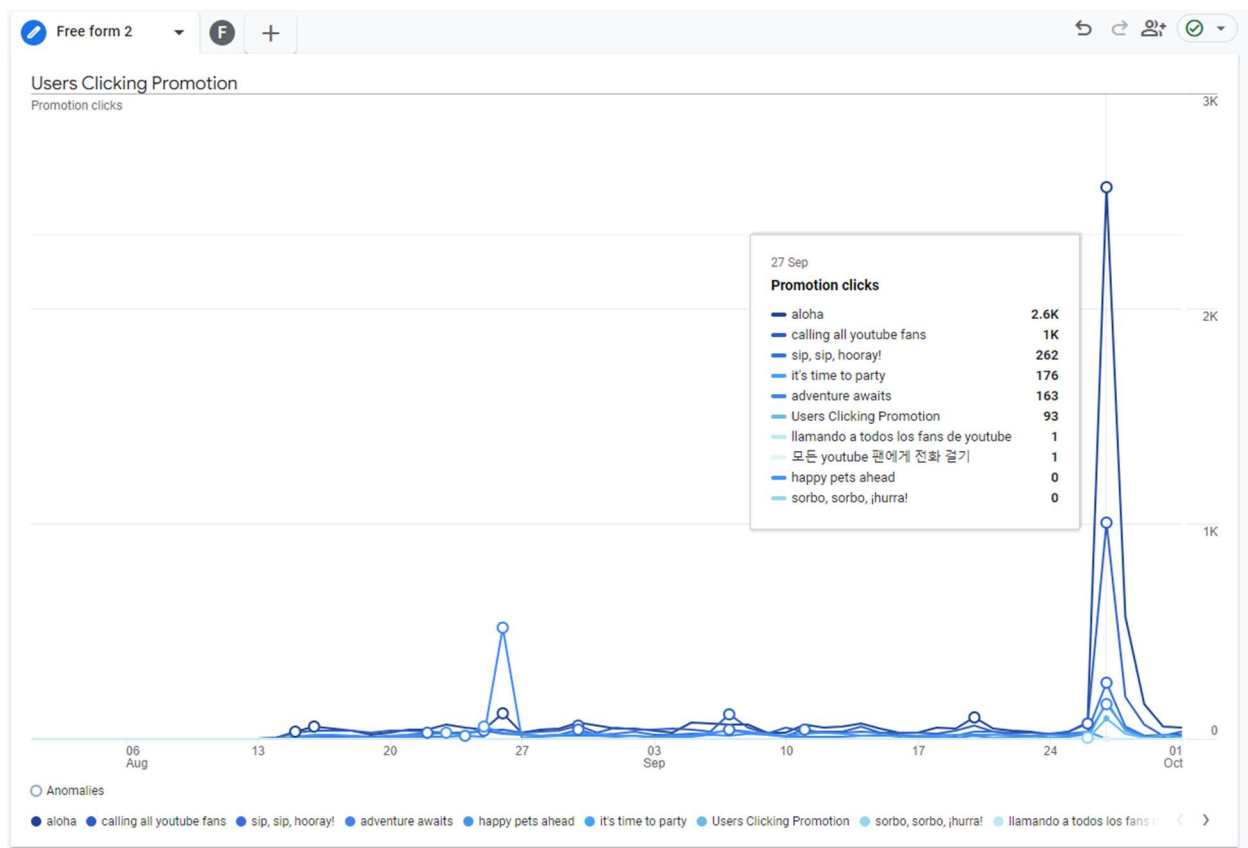 Free form 2
F
Users Clicking Promotion
Promotion clicks
3K
27 Sep
Promotion clicks
aloha 2.6K
calling all youtube fans 1K
sip, sip, hooray! 262
it's time to party 176
adventure awaits 163
Users Clicking Promotion 93
llamando a todos los fans de youtube 1
모든 youtube 팬에게 전화 걸기 1
happy pets ahead 0
sorbo, sorbo, ¡hurra! 0
2K
1K
0
06 Aug
13
20
27
03 Sep
10
17
24
01 Oct
Anomalies
aloha calling all youtube fans sip, sip, hooray! adventure awaits happy pets ahead it's time to party Users Clicking Promotion sorbo, sorbo, ¡hurra! llamando a todos los fans